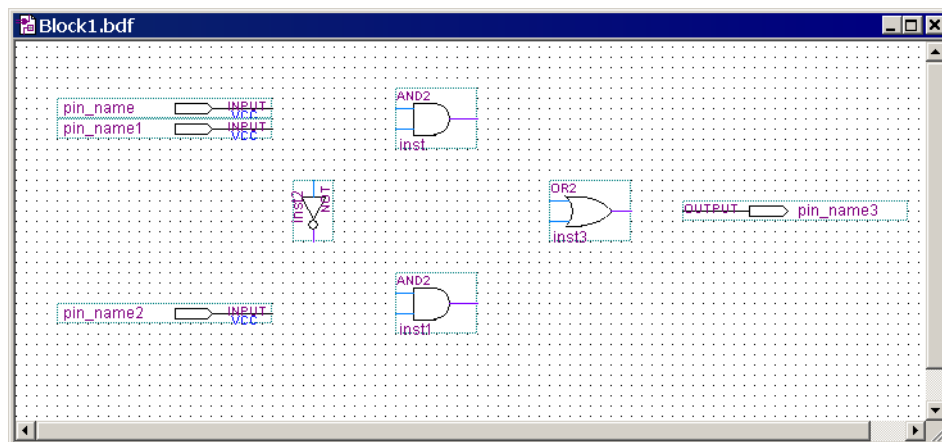 Block1.bdf
pin_name INPUT VCC
pin_name1 INPUT VCC
AND2
inst
inst2 NOT
OR2
inst3
OUTPUT pin_name3
AND2
inst1
pin_name2 INPUT VCC